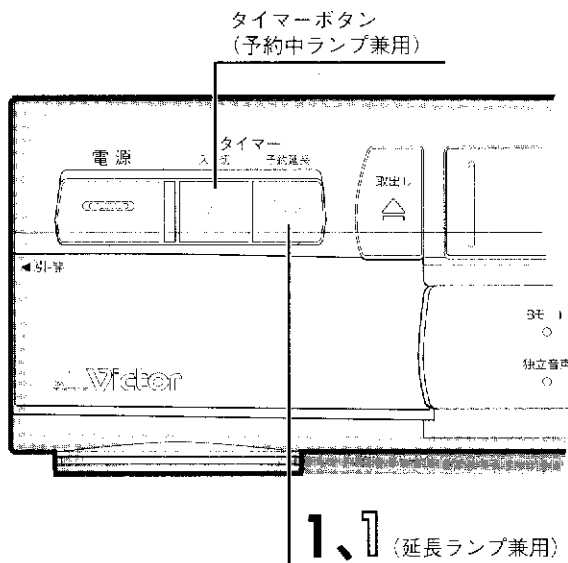 タイマーボタン
(予約中ランプ兼用)
タイマー
電源
予約延長
取出し
Victor
独立音声
1、1 (延長ランプ兼用)